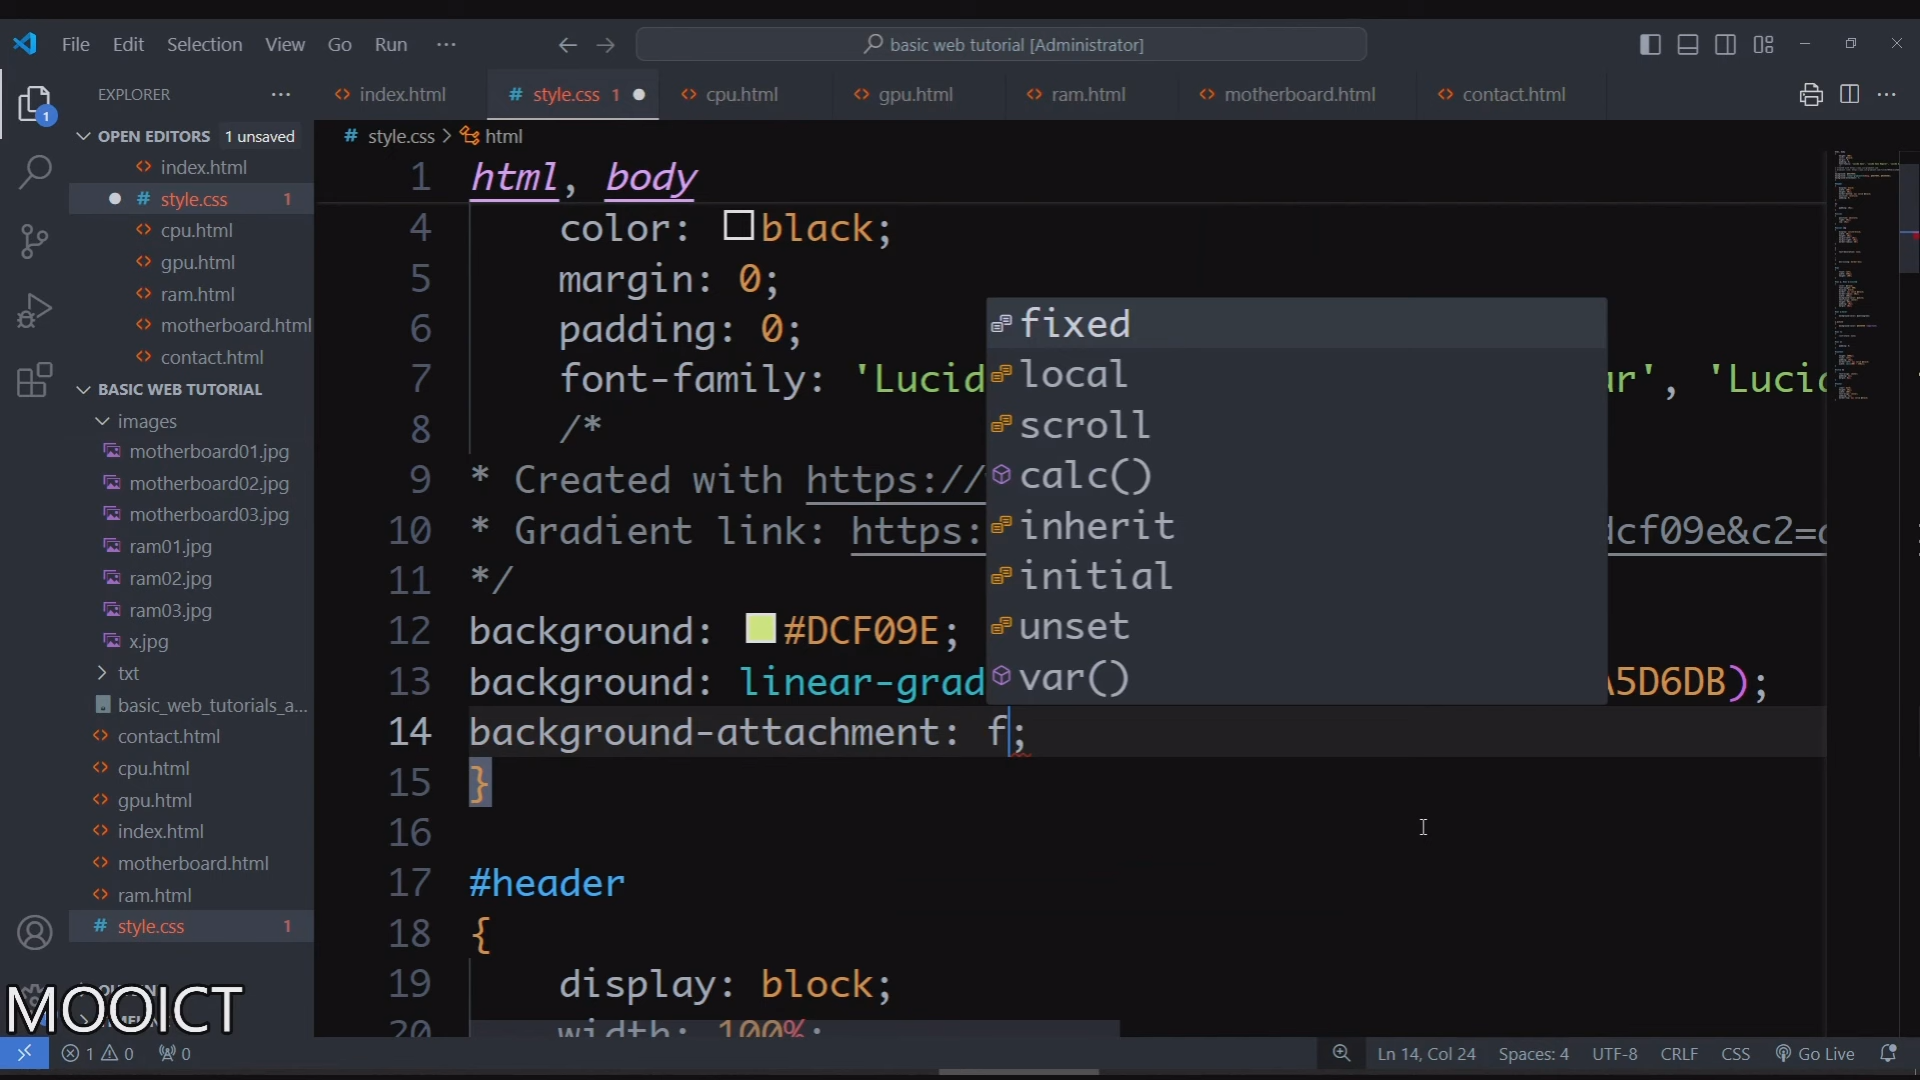 File Edit Selection View Go Run ···
basic web tutorial [Administrator]
EXPLORER ···
index.html
# style.css 1
cpu.html
gpu.html
ram.html
motherboard.html
contact.html
OPEN EDITORS 1 unsaved
index.html
# style.css 1
cpu.html
gpu.html
ram.html
motherboard.html
contact.html
BASIC WEB TUTORIAL
images
motherboard01.jpg
motherboard02.jpg
motherboard03.jpg
ram01.jpg
ram02.jpg
ram03.jpg
x.jpg
txt
basic_web_tutorials_a...
contact.html
cpu.html
gpu.html
index.html
motherboard.html
ram.html
# style.css 1
MOOICT
# style.css > html
1 html, body
4 color: black;
5 margin: 0;
6 padding: 0;
7 font-family: 'Lucid ur', 'Lucid
8 /*
9 * Created with https://
10 * Gradient link: https: dcf09e&c2=
11 */
12 background: #DCF09E;
13 background: linear-grad A5D6DB);
14 background-attachment: f;
15 }
16
17 #header
18 {
19 display: block;
20 width: 100%;
fixed
local
scroll
calc()
inherit
initial
unset
var()
1 0 0
Ln 14, Col 24 Spaces: 4 UTF-8 CRLF CSS Go Live